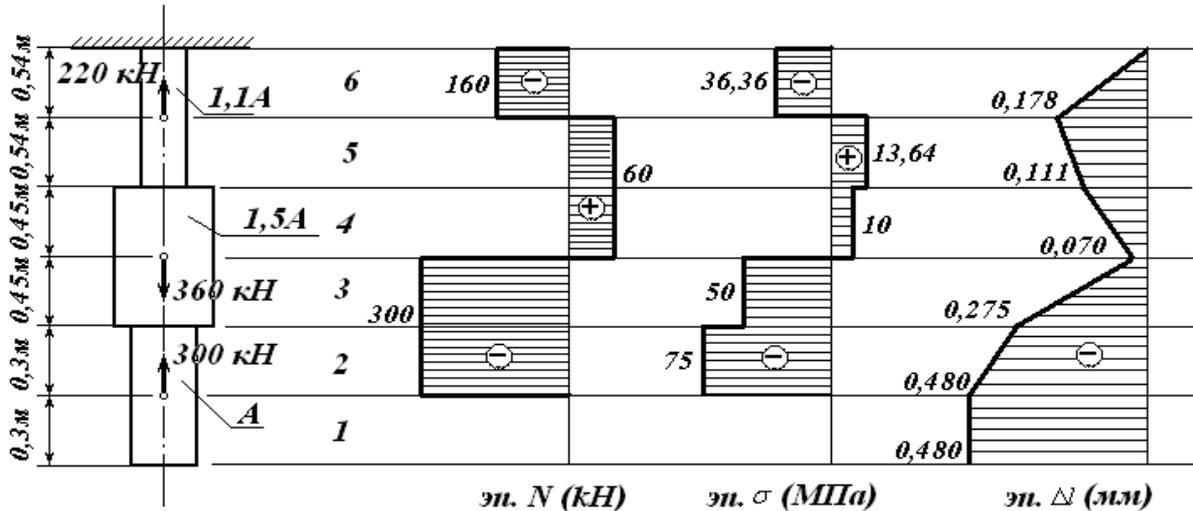 0,54м
220 кН
1,1А
6
160
36,36
0,178
0,54м
5
60
13,64
0,111
0,45м
1,5А
4
10
0,070
0,45м
360 кН
3
300
50
0,275
0,3м
300 кН
2
75
0,480
0,3м
А
1
0,480
эп. N (кН)
эп. σ (МПа)
эп. Δl (мм)